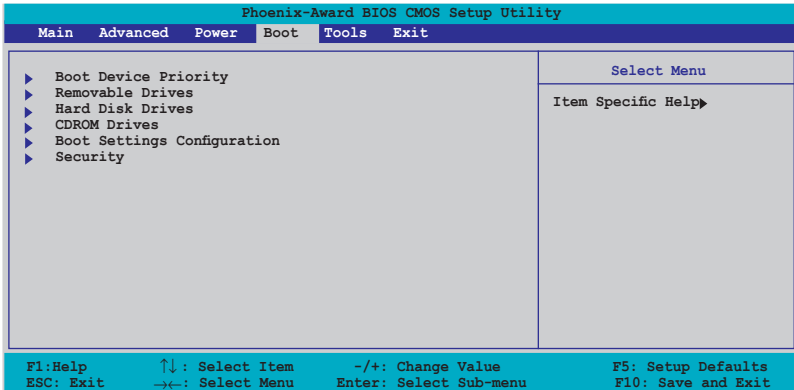 Phoenix-Award BIOS CMOS Setup Utility
Main Advanced Power Boot Tools Exit
Boot Device Priority
Removable Drives
Hard Disk Drives
CDROM Drives
Boot Settings Configuration
Security
Select Menu
Item Specific Help
F1:Help ↑↓ : Select Item -/+: Change Value F5: Setup Defaults
ESC: Exit →←: Select Menu Enter: Select Sub-menu F10: Save and Exit